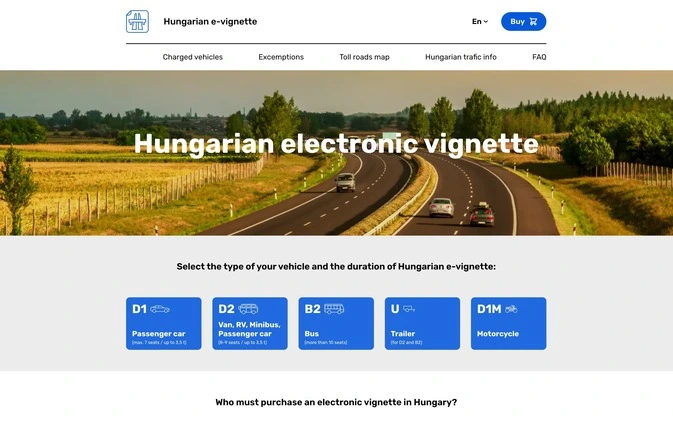 Hungarian e-vignette
En
Buy
Charged vehicles
Excemptions
Toll roads map
Hungarian trafic info
FAQ
Hungarian electronic vignette
Select the type of your vehicle and the duration of Hungarian e-vignette:
D1
Passenger car
(max. 7 seats / up to 3,5 t)
D2
Van, RV, Minibus,
Passenger car
(8-9 seats / up to 3,5 t)
B2
Bus
(more than 10 seats)
U
Trailer
(for D2 and B2)
D1M
Motorcycle
Who must purchase an electronic vignette in Hungary?